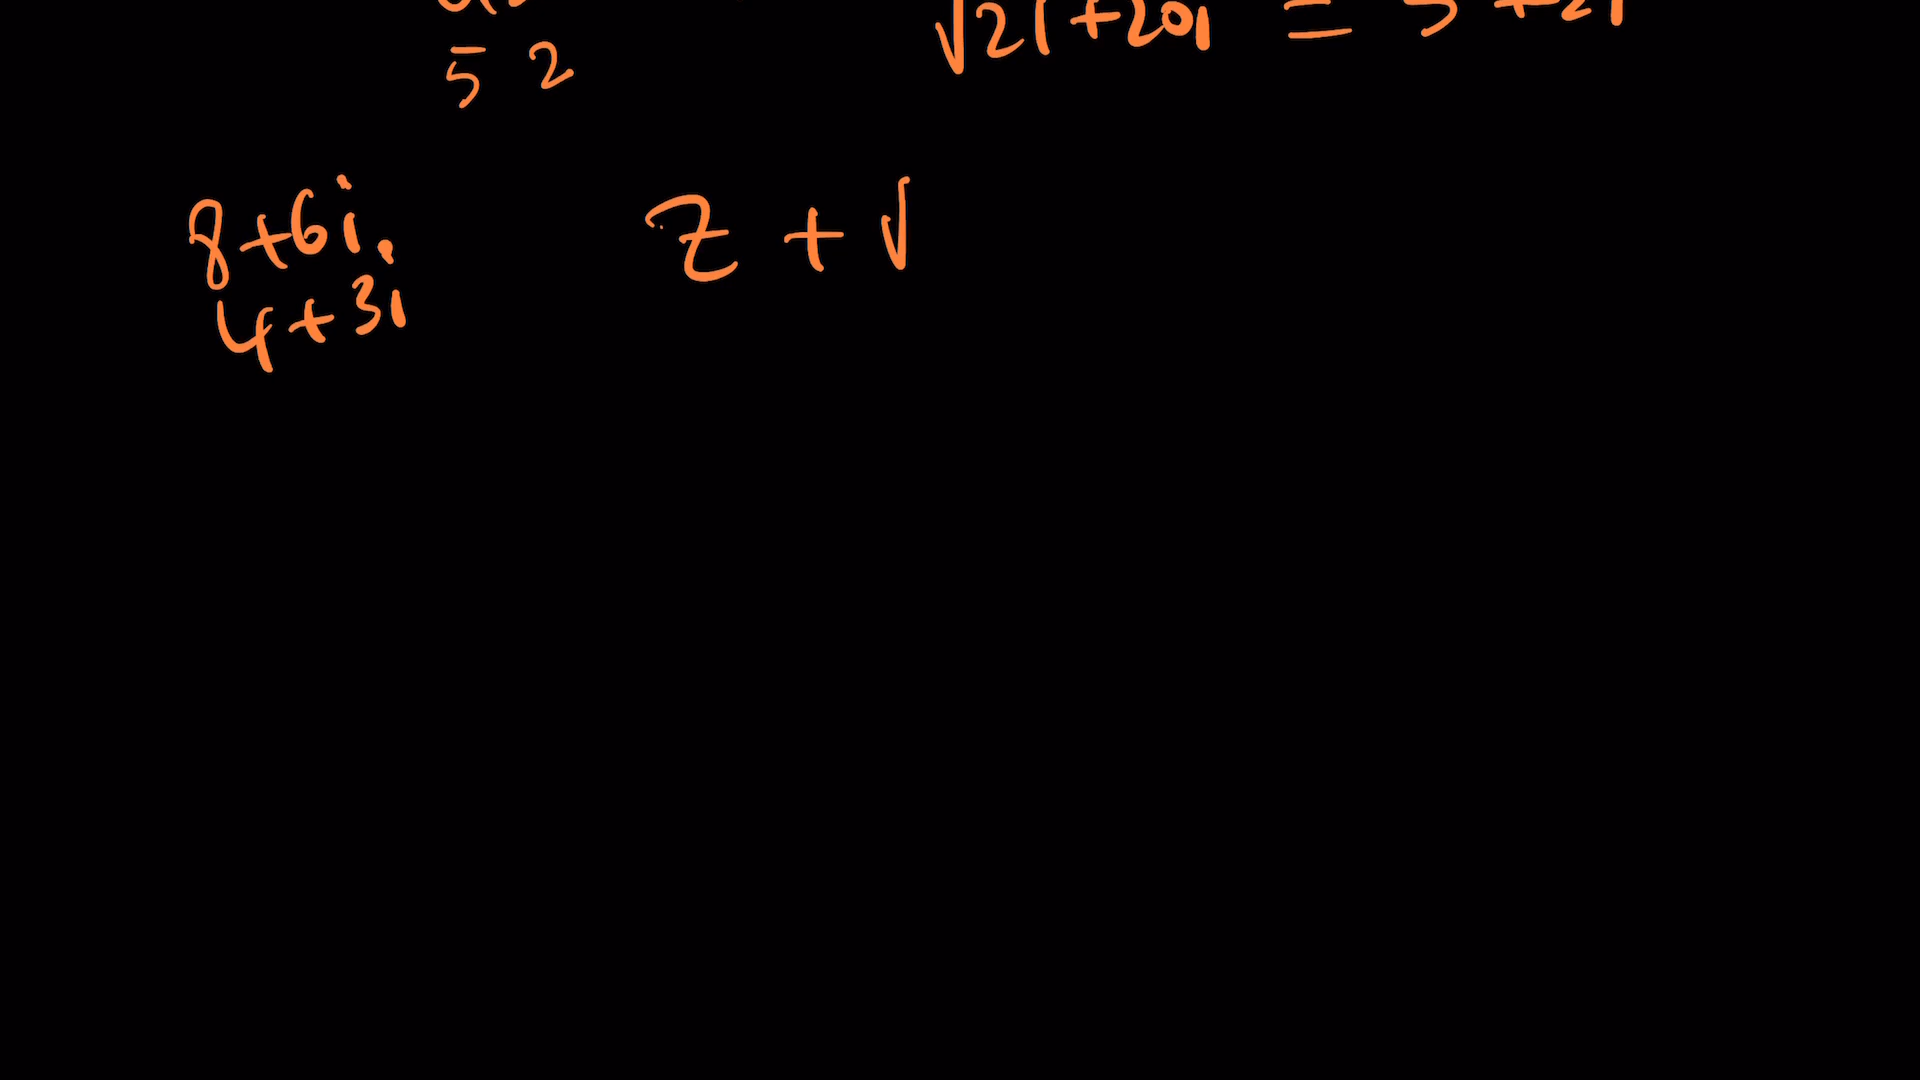 √21+20i = 5+2i
5 2
8+6i
4+3i
z + √